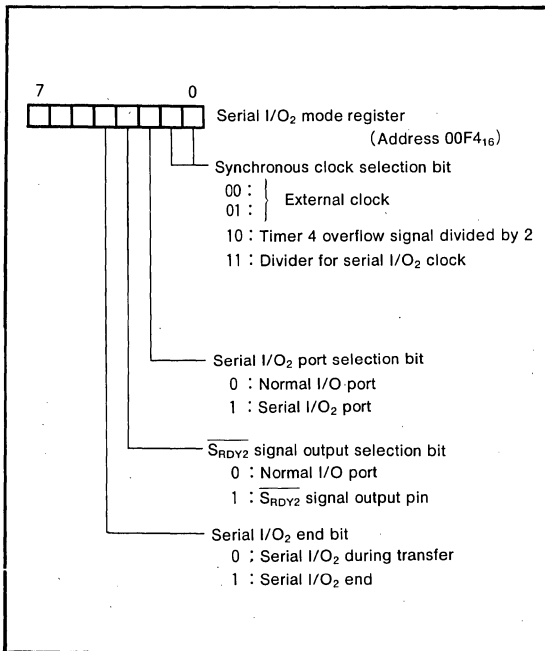 7 0
Serial I/O₂ mode register
(Address 00F4₁₆)
Synchronous clock selection bit
00 :
01 :
External clock
10 : Timer 4 overflow signal divided by 2
11 : Divider for serial I/O₂ clock
Serial I/O₂ port selection bit
0 : Normal I/O port
1 : Serial I/O₂ port
S̅R̅D̅Y̅2̅ signal output selection bit
0 : Normal I/O port
1 : S̅R̅D̅Y̅2̅ signal output pin
Serial I/O₂ end bit
0 : Serial I/O₂ during transfer
1 : Serial I/O₂ end